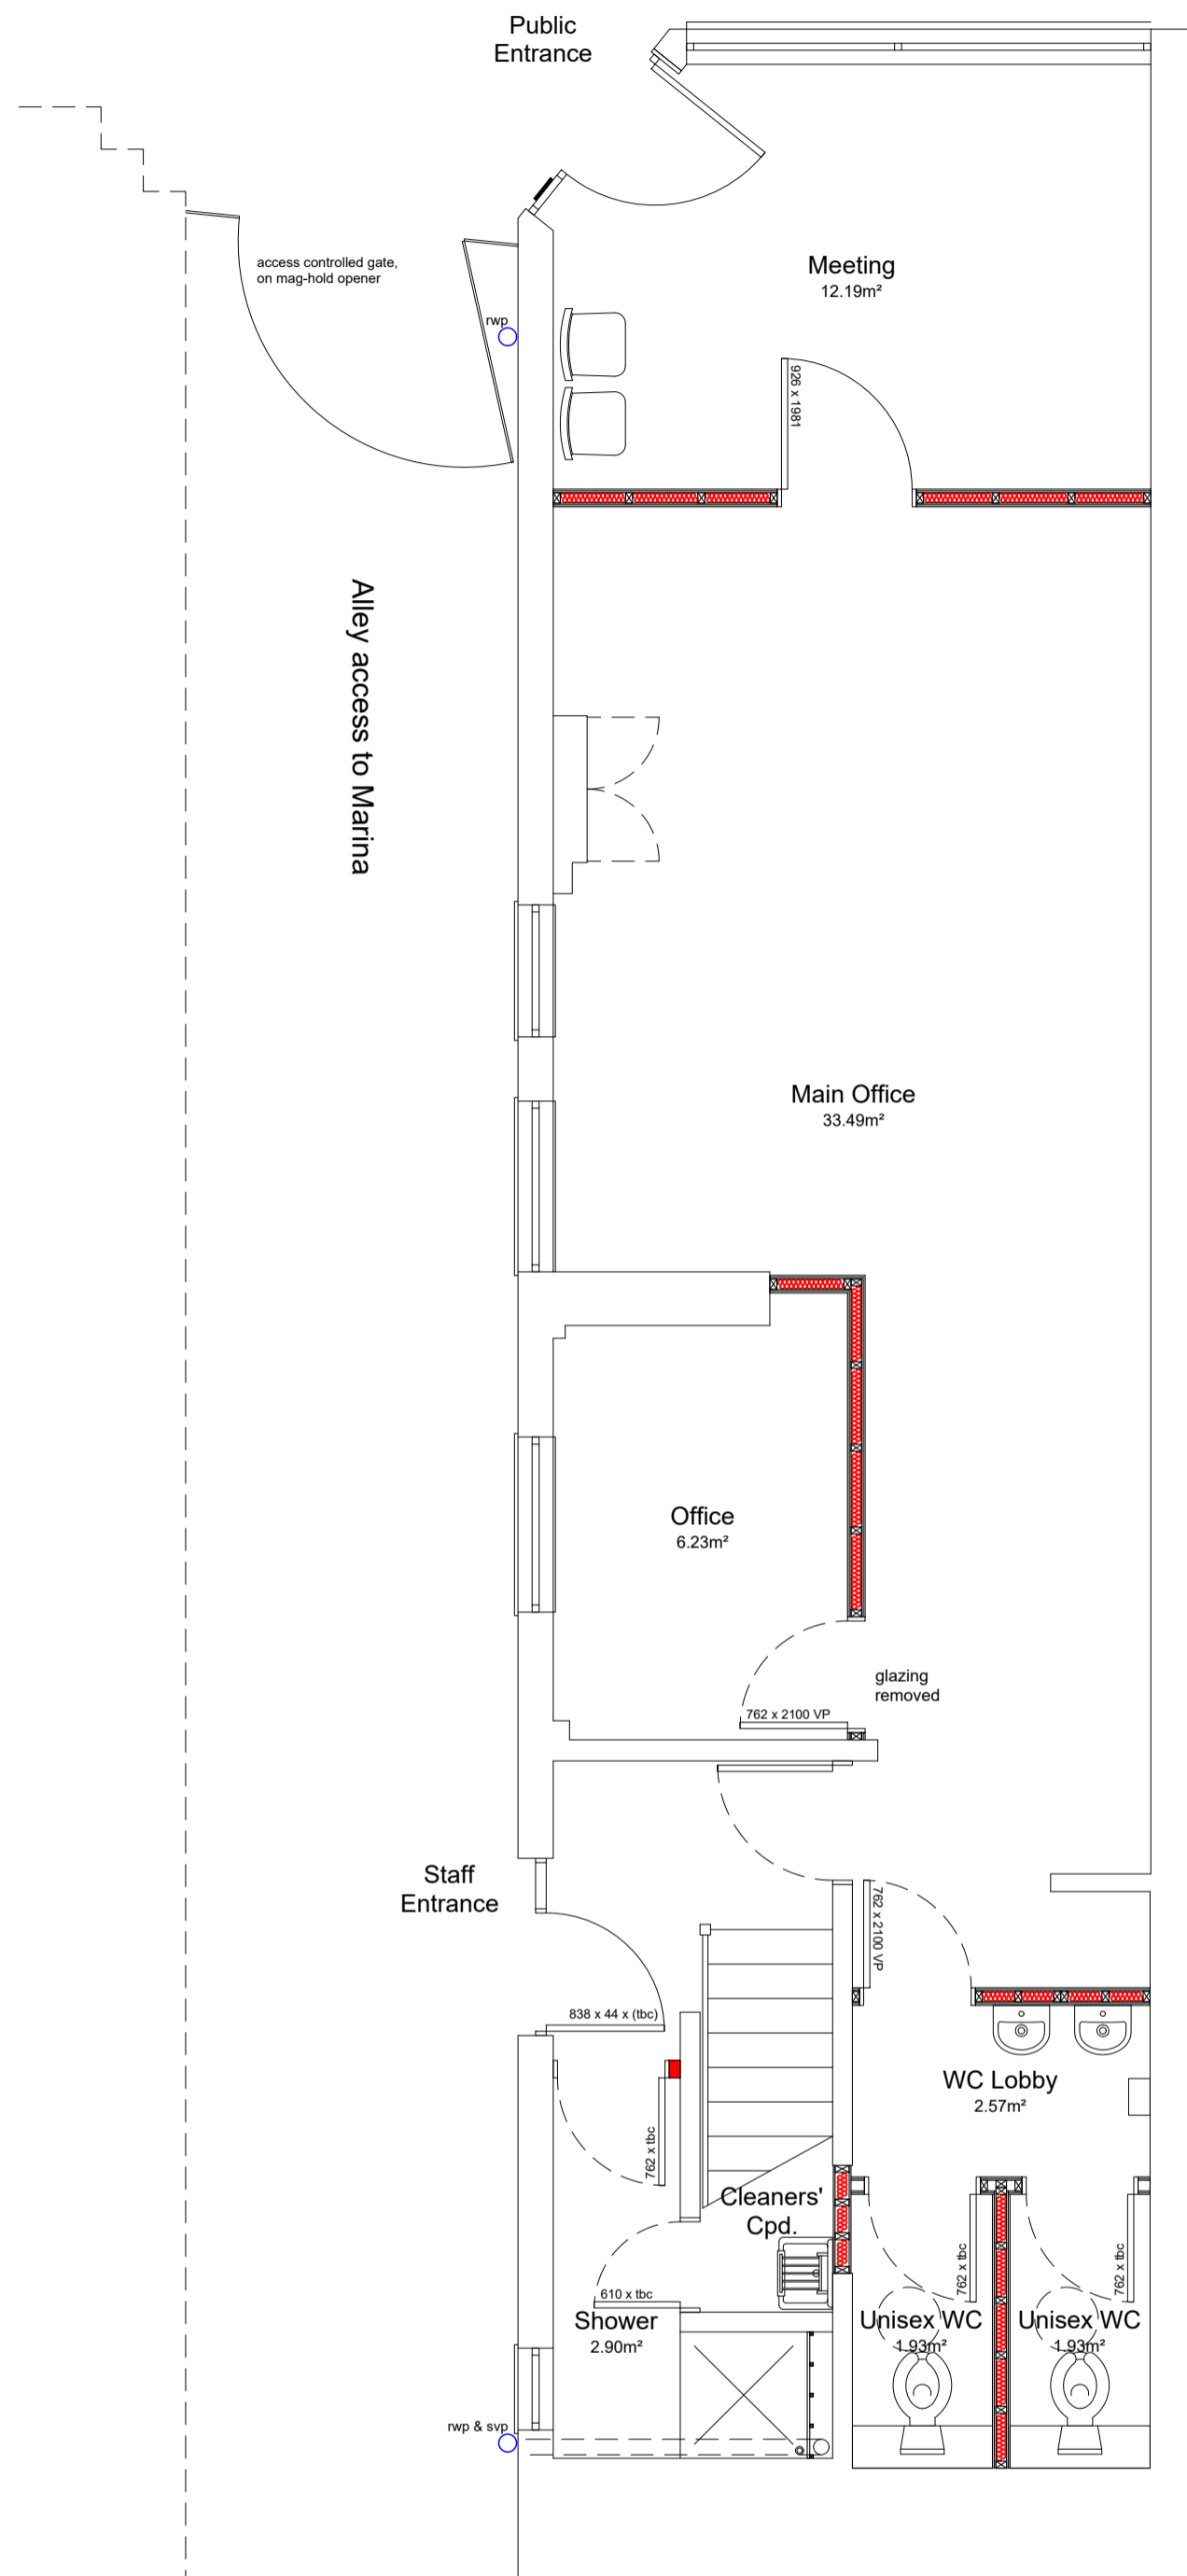 Public
Entrance
access controlled gate,
on mag-hold opener
rwp
Meeting
12.19m²
926 x 1981
Alley access to Marina
Main Office
33.49m²
Office
6.23m²
glazing
removed
762 x 2100 VP
Staff
Entrance
762 x 2100 VP
838 x 44 x (tbc)
WC Lobby
2.57m²
762 x tbc
Cleaners'
Cpd.
762 x tbc
762 x tbc
610 x tbc
Shower
2.90m²
Unisex WC
1.93m²
Unisex WC
1.93m²
rwp & svp